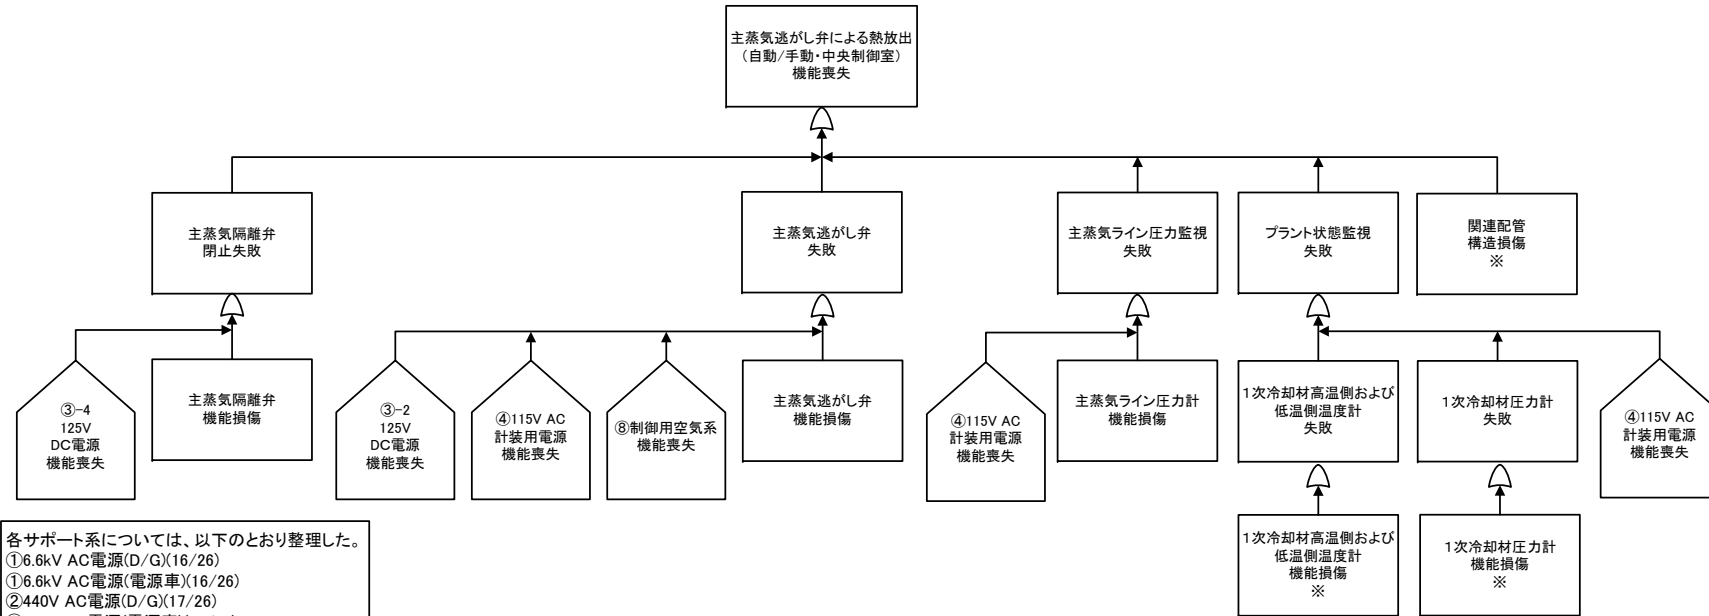 主蒸気逃がし弁による熱放出
(自動/手動・中央制御室)
機能喪失
主蒸気隔離弁
閉止失敗
主蒸気逃がし弁
失敗
主蒸気ライン圧力監視
失敗
プラント状態監視
失敗
関連配管
構造損傷
※
③-4
125V
DC電源
機能喪失
主蒸気隔離弁
機能損傷
③-2
125V
DC電源
機能喪失
④115V AC
計装用電源
機能喪失
⑧制御用空気系
機能喪失
主蒸気逃がし弁
機能損傷
④115V AC
計装用電源
機能喪失
主蒸気ライン圧力計
機能損傷
1次冷却材高温側および
低温側温度計
失敗
1次冷却材圧力計
失敗
④115V AC
計装用電源
機能喪失
1次冷却材高温側および
低温側温度計
機能損傷
※
1次冷却材圧力計
機能損傷
※
各サポート系については、以下のとおり整理した。
①6.6kV AC電源(D/G)(16/26)
①6.6kV AC電源(電源車)(16/26)
②440V AC電源(D/G)(17/26)